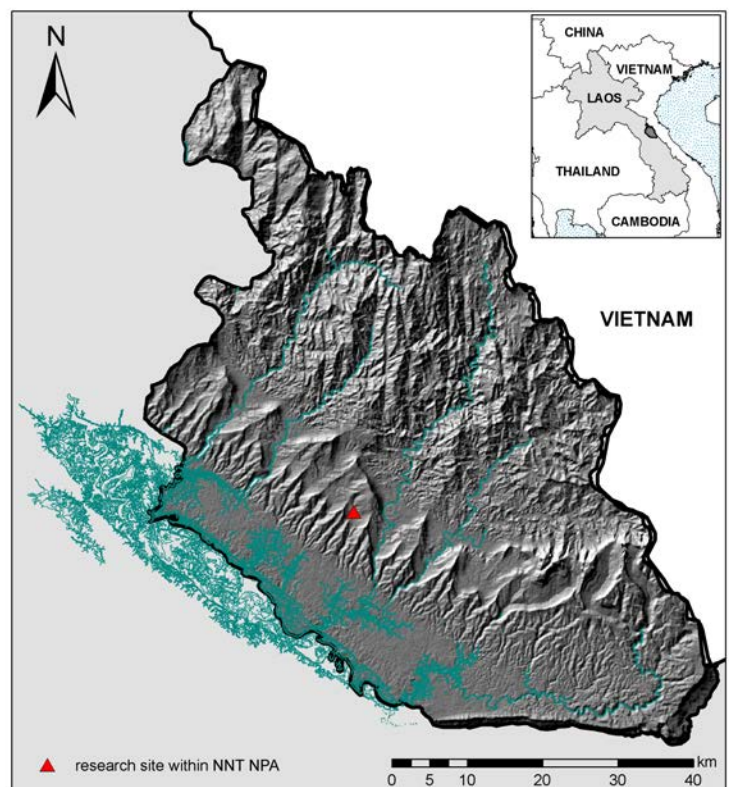 N
CHINA
VIETNAM
LAOS
THAILAND
CAMBODIA
VIETNAM
research site within NNT NPA
km
0 5 10 20 30 40